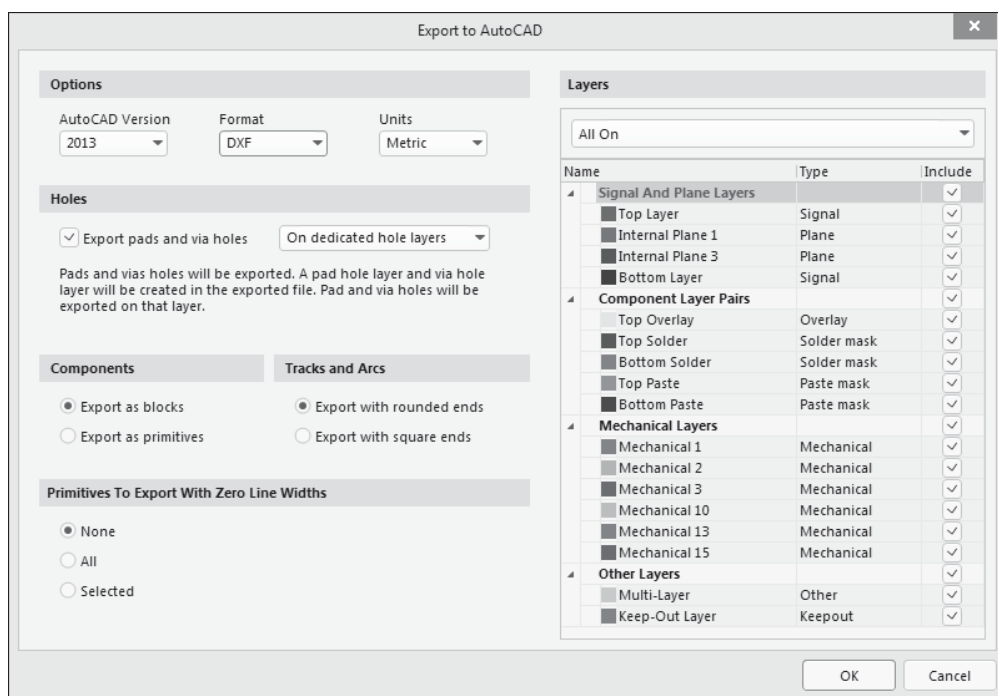 Export to AutoCAD
Options
AutoCAD Version Format Units
2013 DXF Metric
Holes
Export pads and via holes On dedicated hole layers
Pads and vias holes will be exported. A pad hole layer and via hole
layer will be created in the exported file. Pad and via holes will be
exported on that layer.
Components
Export as blocks
Export as primitives
Tracks and Arcs
Export with rounded ends
Export with square ends
Primitives To Export With Zero Line Widths
None
All
Selected
Layers
All On
Name Type Include
Signal And Plane Layers
Top Layer Signal
Internal Plane 1 Plane
Internal Plane 3 Plane
Bottom Layer Signal
Component Layer Pairs
Top Overlay Overlay
Top Solder Solder mask
Bottom Solder Solder mask
Top Paste Paste mask
Bottom Paste Paste mask
Mechanical Layers
Mechanical 1 Mechanical
Mechanical 2 Mechanical
Mechanical 3 Mechanical
Mechanical 10 Mechanical
Mechanical 13 Mechanical
Mechanical 15 Mechanical
Other Layers
Multi-Layer Other
Keep-Out Layer Keepout
OK Cancel